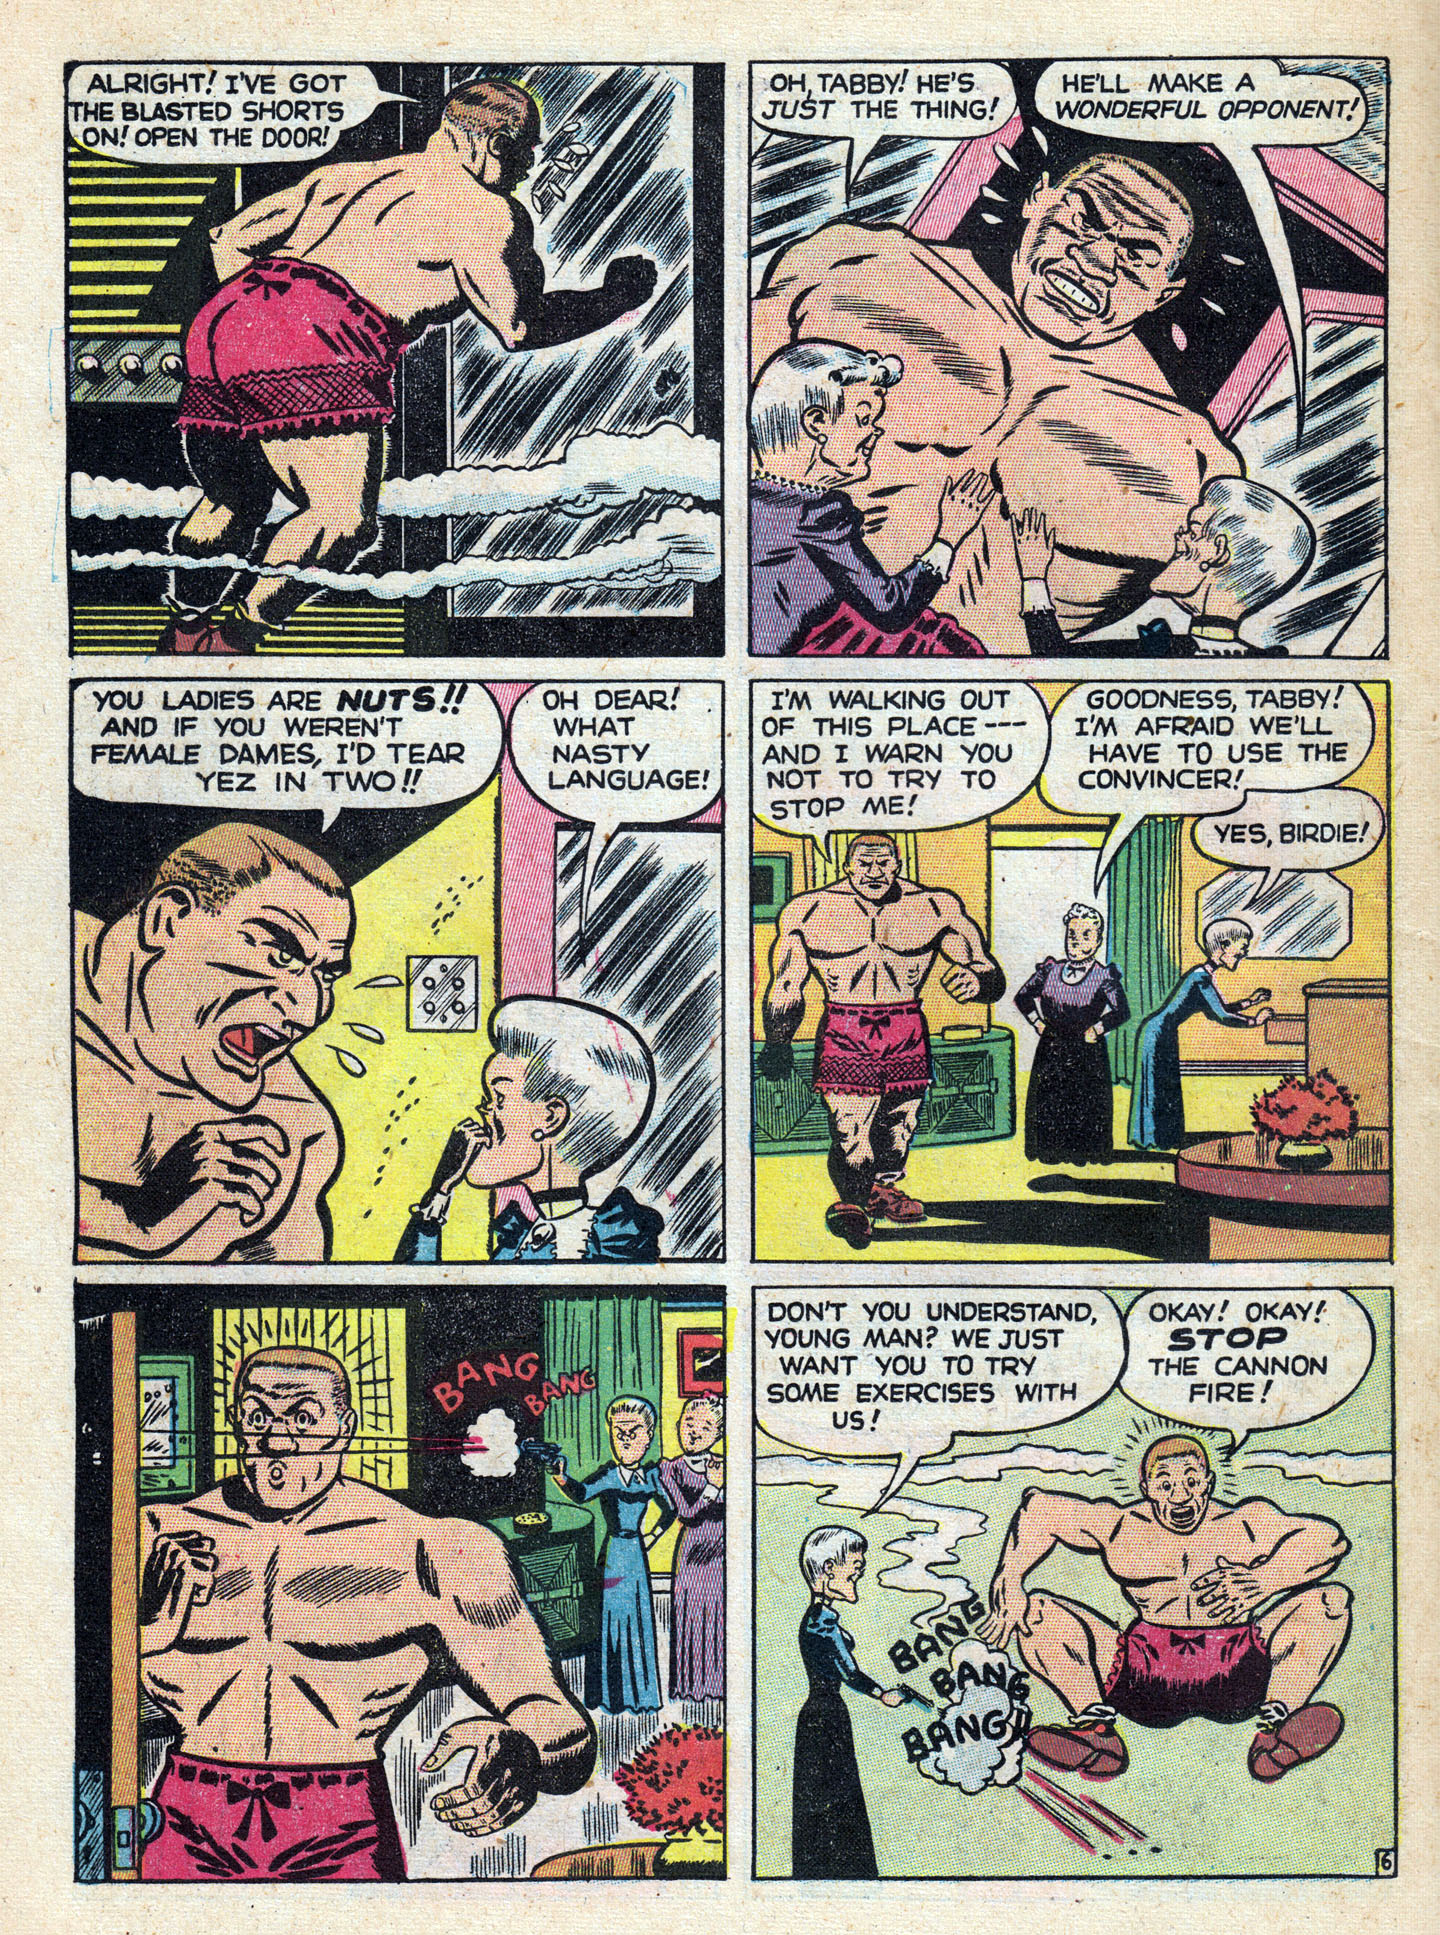 ALRIGHT! I'VE GOT
THE BLASTED SHORTS
ON! OPEN THE DOOR!
OH, TABBY! HE'S
JUST THE THING!
HE'LL MAKE A
WONDERFUL OPPONENT!
YOU LADIES ARE NUTS!!
AND IF YOU WEREN'T
FEMALE DAMES, I'D TEAR
YEZ IN TWO!!
OH DEAR!
WHAT
NASTY
LANGUAGE!
I'M WALKING OUT
OF THIS PLACE---
AND I WARN YOU
NOT TO TRY TO
STOP ME!
GOODNESS, TABBY!
I'M AFRAID WE'LL
HAVE TO USE THE
CONVINCER!
YES, BIRDIE!
BANG
BANG
DON'T YOU UNDERSTAND,
YOUNG MAN? WE JUST
WANT YOU TO TRY
SOME EXERCISES WITH
US!
OKAY! OKAY!
STOP
THE CANNON
FIRE!
BANG
BANG
BANG!!
6